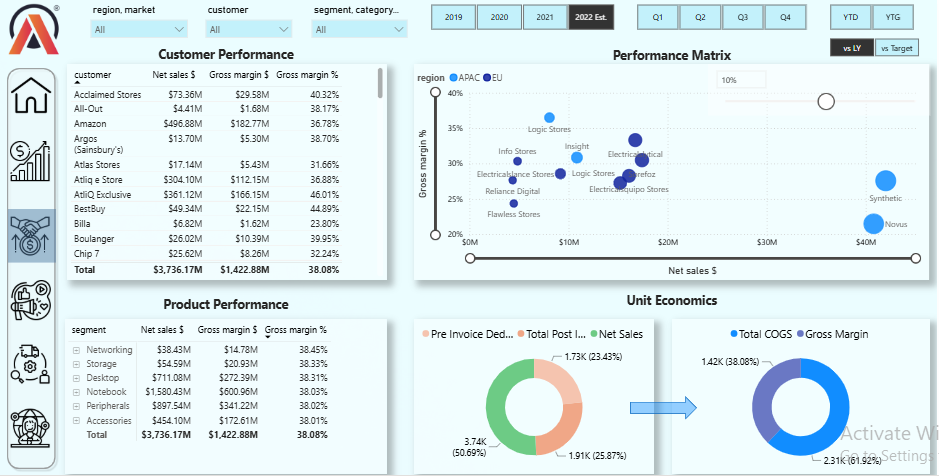 region, market
customer
segment, category...
All
All
All
2019
2020
2021
2022 Est.
Q1
Q2
Q3
Q4
YTD
YTG
vs LY
vs Target
Customer Performance
customer Net sales $ Gross margin $ Gross margin %
Acclaimed Stores $73.36M $29.58M 40.32%
All-Out $4.41M $1.68M 38.17%
Amazon $496.88M $182.77M 36.78%
Argos (Sainsbury's) $13.70M $5.30M 38.70%
Atlas Stores $17.14M $5.43M 31.66%
Atliq e Store $304.10M $112.15M 36.88%
AtliQ Exclusive $361.12M $166.15M 46.01%
BestBuy $49.34M $22.15M 44.89%
Billa $6.82M $1.62M 23.80%
Boulanger $26.02M $10.39M 39.95%
Chip 7 $25.62M $8.26M 32.24%
Total $3,736.17M $1,422.88M 38.08%
Performance Matrix
region APAC EU
10%
Gross margin %
40%
35%
30%
25%
20%
Logic Stores
Info Stores
Insight
Electricalslance Stores
Logic Stores
Reliance Digital
Electricalsquipo Stores
Flawless Stores
Synthetic
Novus
$0M
$10M
$20M
$30M
$40M
Net sales $
Product Performance
segment Net sales $ Gross margin $ Gross margin %
Networking $38.43M $14.78M 38.45%
Storage $54.59M $20.93M 38.33%
Desktop $711.08M $272.39M 38.31%
Notebook $1,580.43M $600.96M 38.03%
Peripherals $897.54M $341.22M 38.02%
Accessories $454.10M $172.61M 38.01%
Total $3,736.17M $1,422.88M 38.08%
Unit Economics
Pre Invoice Ded... Total Post I... Net Sales
1.73K (23.43%)
3.74K
(50.69%)
1.91K (25.87%)
Total COGS Gross Margin
1.42K (38.08%)
2.31K (61.92%)
Activate Wi
Go to Settings